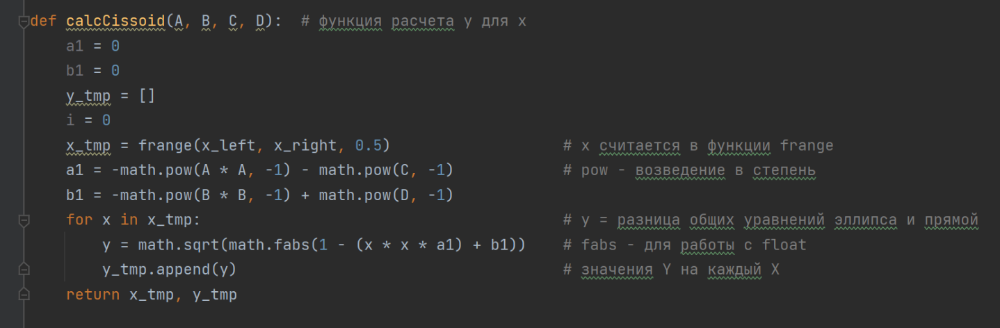 def calcCissoid(A, B, C, D):  # функция расчета y для x
    a1 = 0
    b1 = 0
    y_tmp = []
    i = 0
    x_tmp = frange(x_left, x_right, 0.5)                   # x считается в функции frange
    a1 = -math.pow(A * A, -1) - math.pow(C, -1)            # pow - возведение в степень
    b1 = -math.pow(B * B, -1) + math.pow(D, -1)
    for x in x_tmp:                                        # y = разница общих уравнений эллипса и прямой
        y = math.sqrt(math.fabs(1 - (x * x * a1) + b1))    # fabs - для работы с float
        y_tmp.append(y)                                    # значения Y на каждый X
    return x_tmp, y_tmp